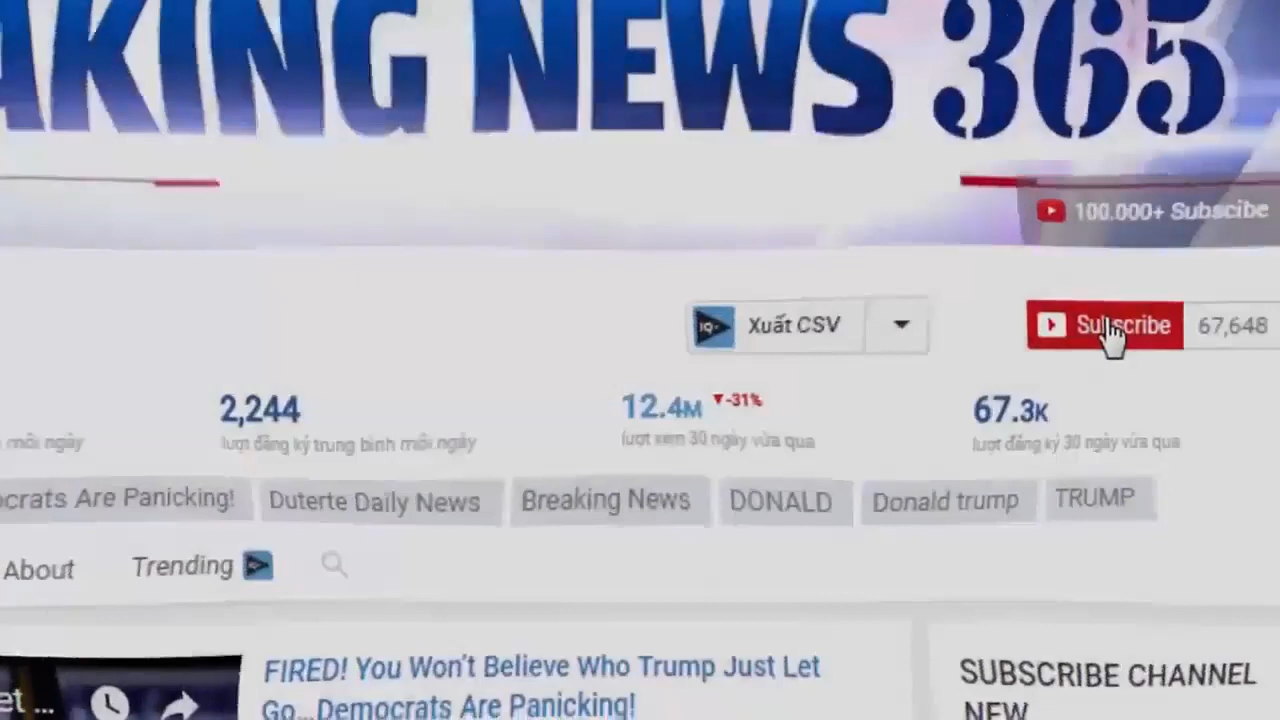 AKING NEWS 365
100.000+ Subscibe
IQ Xuất CSV
Subscribe 67,648
2,244 12.4M -31% 67.3K
mỗi ngày lượt đăng ký trung bình mỗi ngày lượt xem 30 ngày vừa qua lượt đăng ký 30 ngày vừa qua
ocrats Are Panicking! Duterte Daily News Breaking News DONALD Donald trump TRUMP
About Trending
FIRED! You Won't Believe Who Trump Just Let
Go...Democrats Are Panicking!
et ...
SUBSCRIBE CHANNEL
NEW